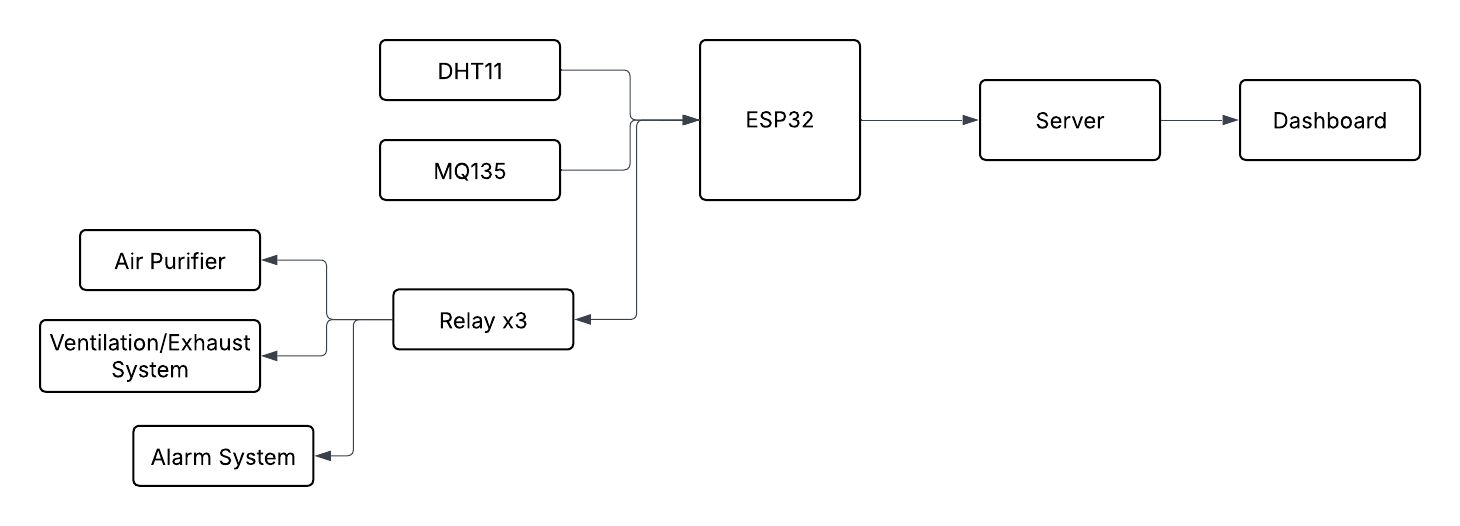 DHT11
MQ135
ESP32
Server
Dashboard
Air Purifier
Ventilation/Exhaust
System
Relay x3
Alarm System